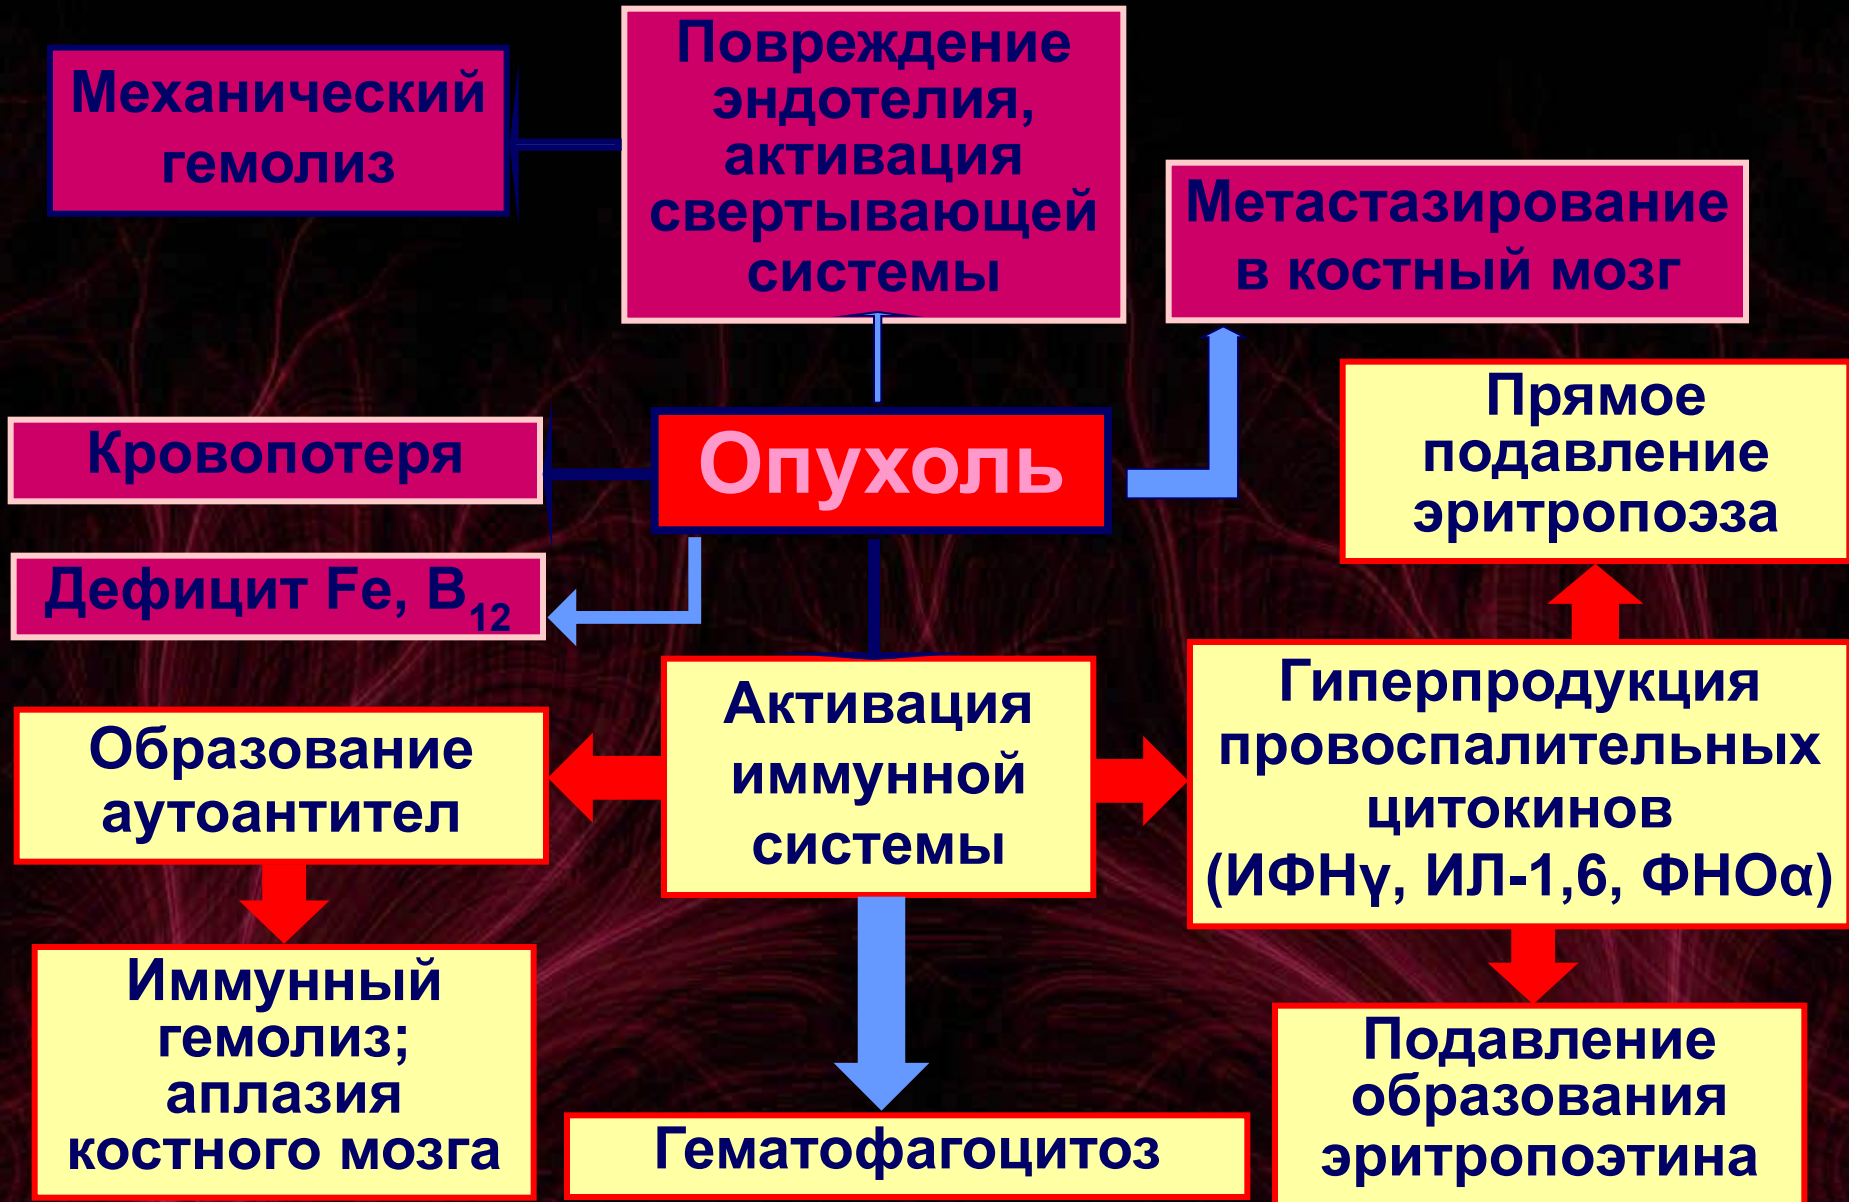 Механический
гемолиз
Повреждение
эндотелия,
активация
свертывающей
системы
Метастазирование
в костный мозг
Кровопотеря
Опухоль
Прямое
подавление
эритропоэза
Дефицит Fe, B₁₂
Образование
аутоантител
Активация
иммунной
системы
Гиперпродукция
провоспалительных
цитокинов
(ИФНγ, ИЛ-1,6, ФНОα)
Иммунный
гемолиз;
аплазия
костного мозга
Гематофагоцитоз
Подавление
образования
эритропоэтина